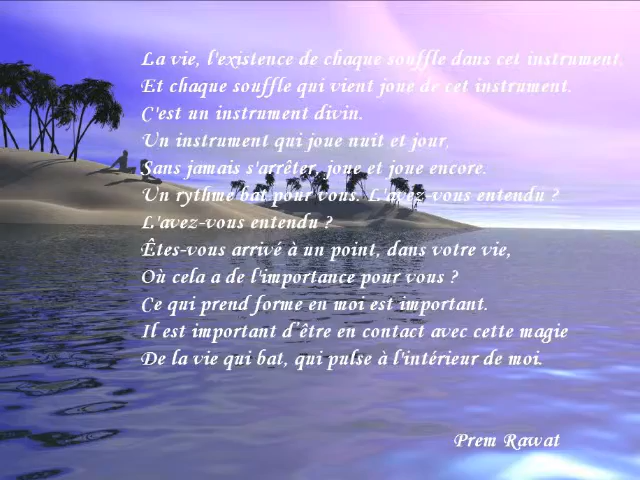 La vie, l'existence de chaque souffle dans cet instrument,
Et chaque souffle qui vient joue de cet instrument.
C'est un instrument divin.
Un instrument qui joue nuit et jour,
Sans jamais s'arrêter, joue et joue encore.
Un rythme bat pour vous. L'avez-vous entendu ?
L'avez-vous entendu ?
Êtes-vous arrivé à un point, dans votre vie,
Où cela a de l'importance pour vous ?
Ce qui prend forme en moi est important.
Il est important d'être en contact avec cette magie
De la vie qui bat, qui pulse à l'intérieur de moi.
Prem Rawat